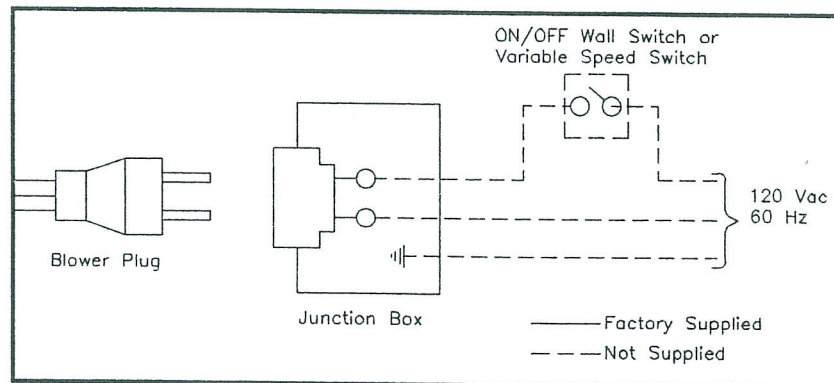 ON/OFF Wall Switch or
Variable Speed Switch
120 Vac
60 Hz
Blower Plug
Junction Box
Factory Supplied
Not Supplied